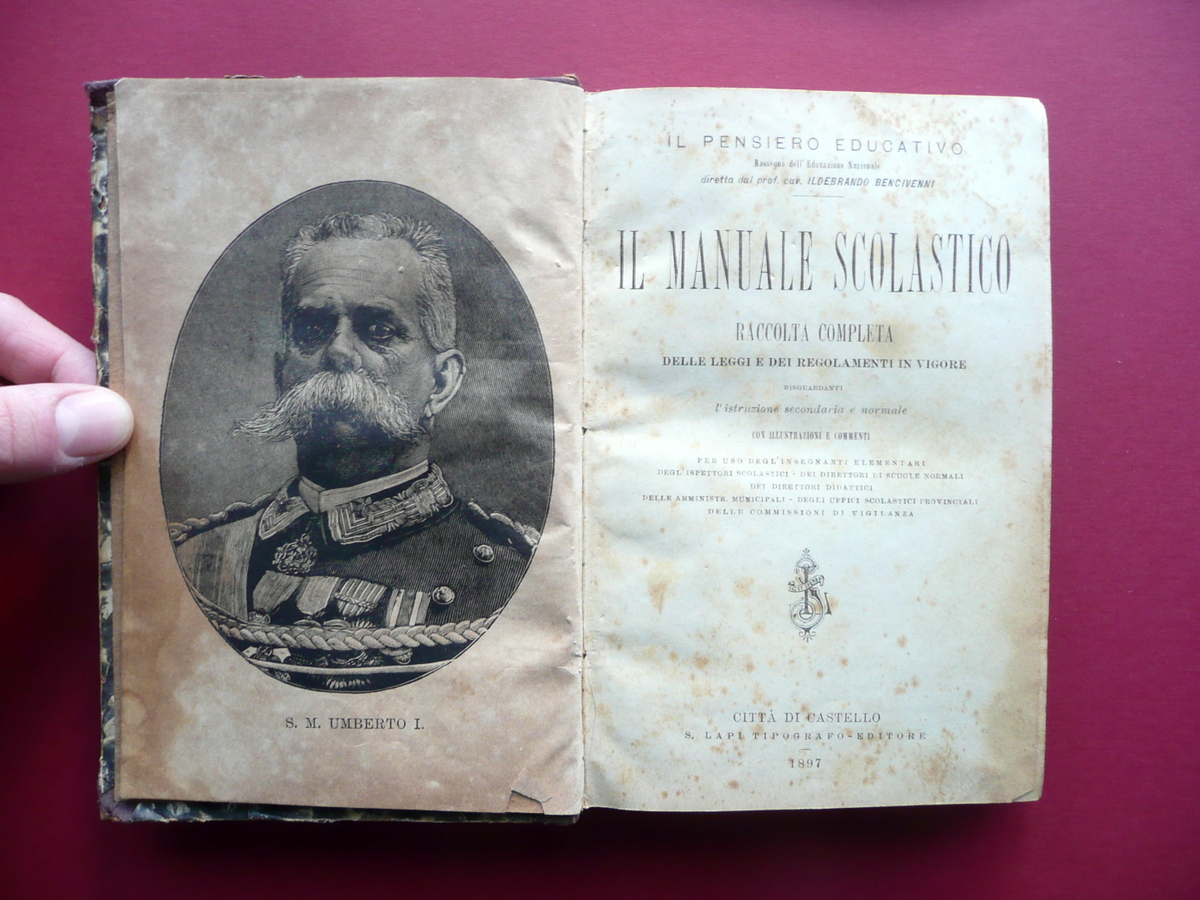 S. M. UMBERTO I.
IL PENSIERO EDUCATIVO
Rassegna dell'Educazione Nazionale
diretta dal prof. cav. ILDEBRANDO BENCIVENNI
IL MANUALE SCOLASTICO
RACCOLTA COMPLETA
DELLE LEGGI E DEI REGOLAMENTI IN VIGORE
RISGUARDANTI
l'istruzione secondaria e normale
CON ILLUSTRAZIONI E COMMENTI
PER USO DEGL'INSEGNANTI ELEMENTARI
DEGL'ISPETTORI SCOLASTICI - DEI DIRETTORI DI SCUOLE NORMALI
DEI DIRETTORI DIDATTICI
DELLE AMMINISTR. MUNICIPALI - DEGLI UFFICI SCOLASTICI PROVINCIALI
DELLE COMMISSIONI DI VIGILANZA
CITTÀ DI CASTELLO
S. LAPI TIPOGRAFO-EDITORE
1897